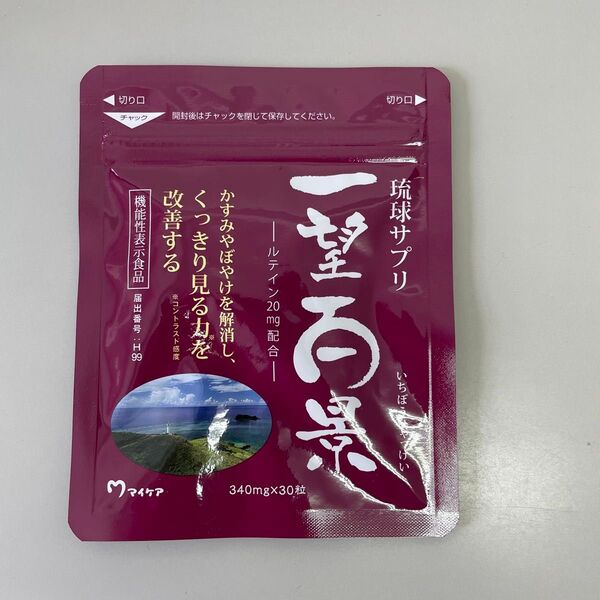 切り口
切り口
チャック
開封後はチャックを閉じて保存してください。
琉球サプリ
一望百景
いちぼうひゃっけい
ルテイン20mg配合
かすみやぼやけを解消し、
くっきり見る力を※
改善する
※コントラスト感度
機能性表示食品
届出番号:H99
マイケア
340mg×30粒